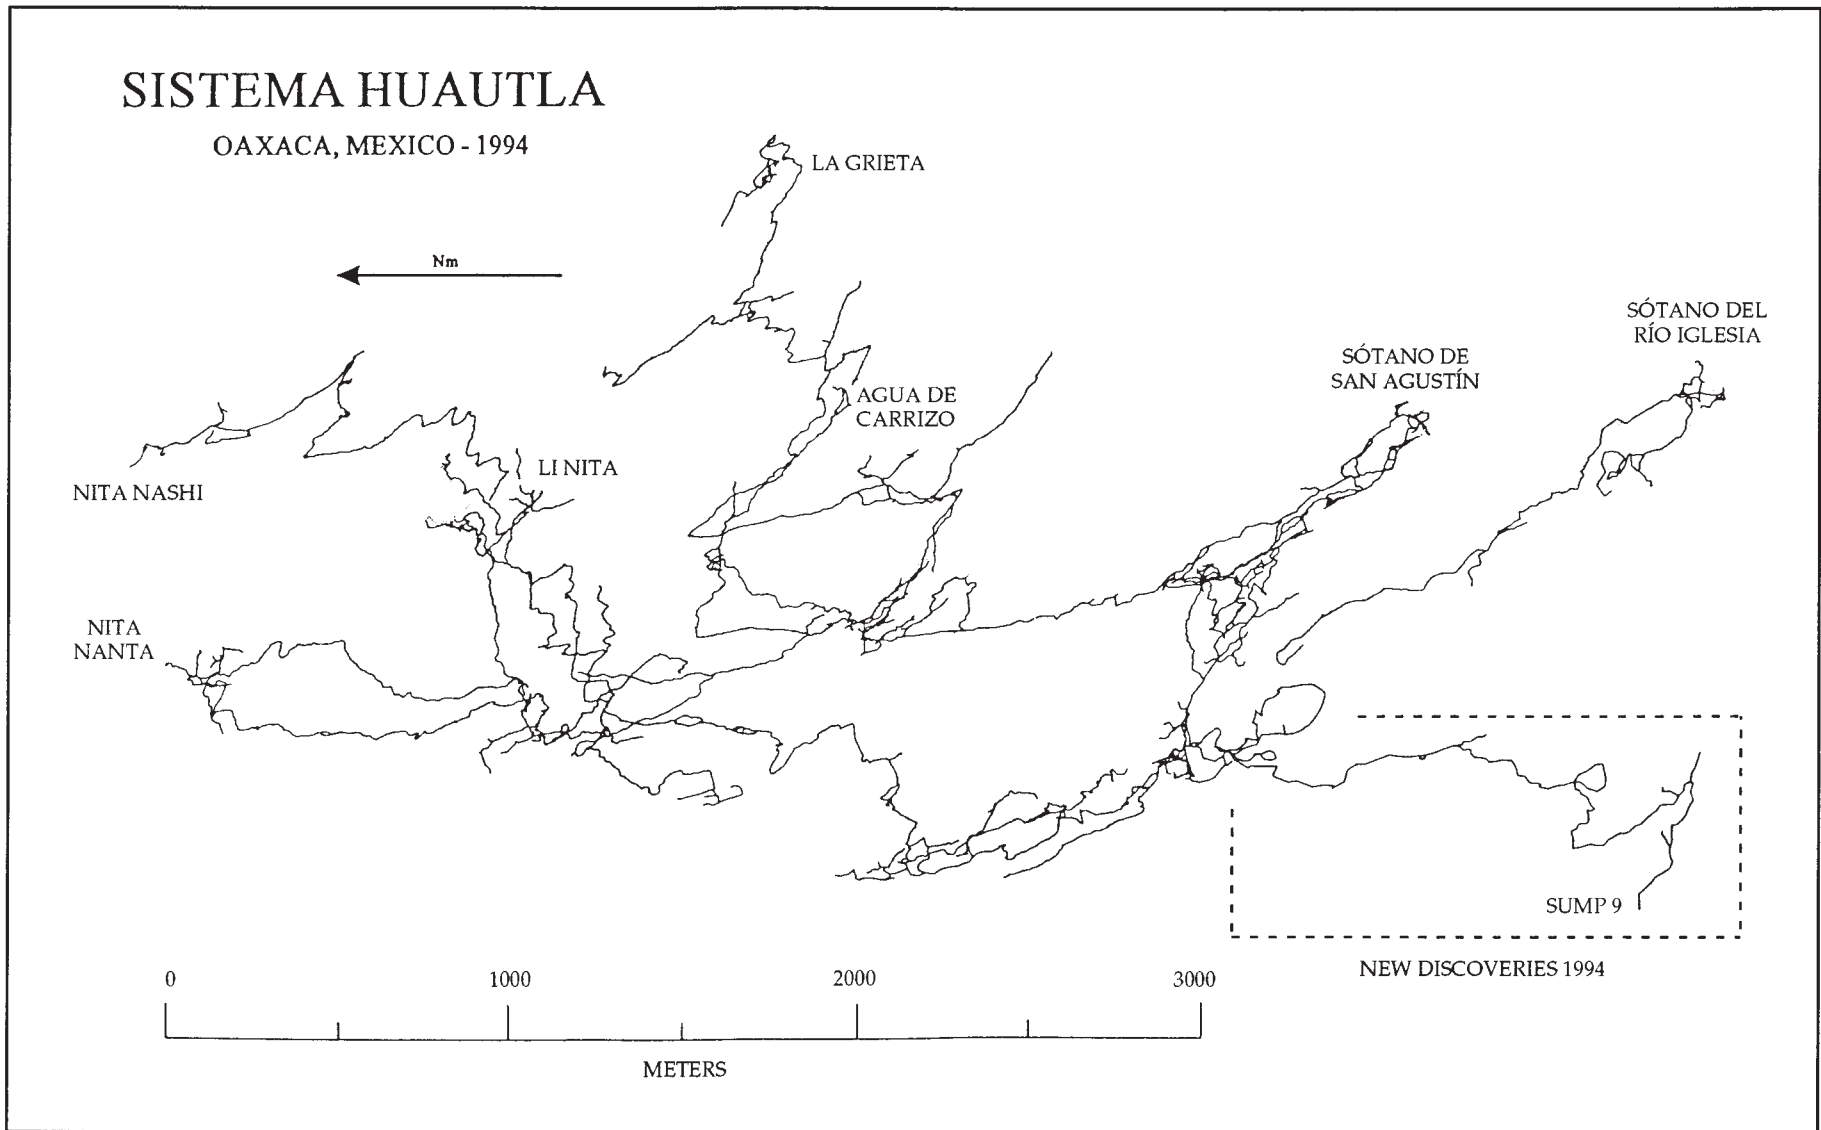 SISTEMA HUAUTLA
OAXACA, MEXICO - 1994
LA GRIETA
Nm
SÓTANO DEL
RÍO IGLESIA
SÓTANO DE
SAN AGUSTÍN
AGUA DE
CARRIZO
LI NITA
NITA NASHI
NITA
NANTA
SUMP 9
NEW DISCOVERIES 1994
0 1000 2000 3000
METERS